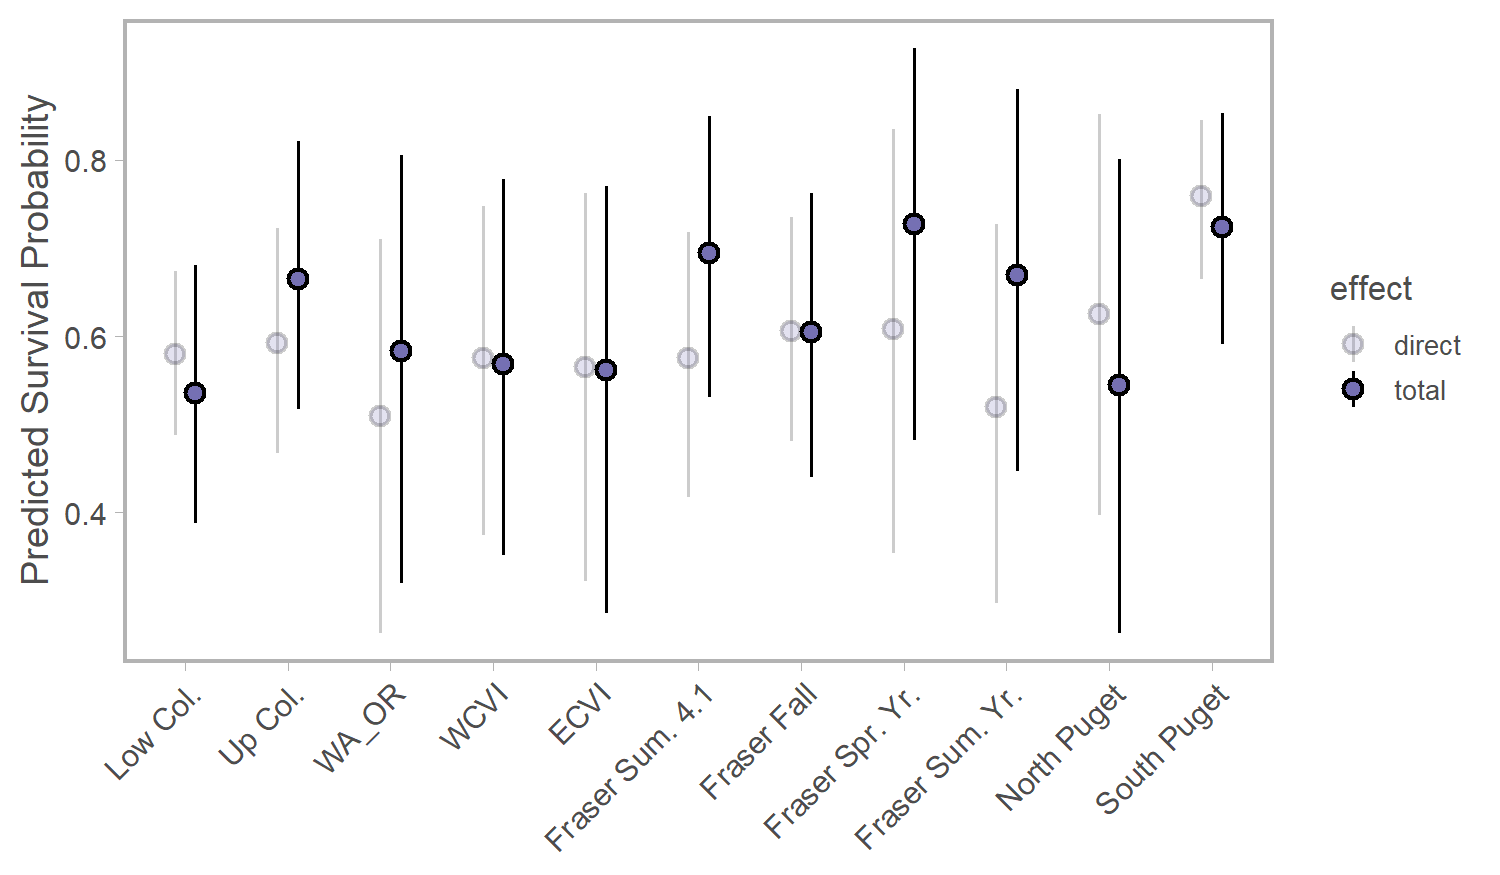 Predicted Survival Probability
0.8
0.6
0.4
Low Col.
Up Col.
WA_OR
WCVI
ECVI
Fraser Sum. 4.1
Fraser Fall
Fraser Spr. Yr.
Fraser Sum. Yr.
North Puget
South Puget
effect
direct
total